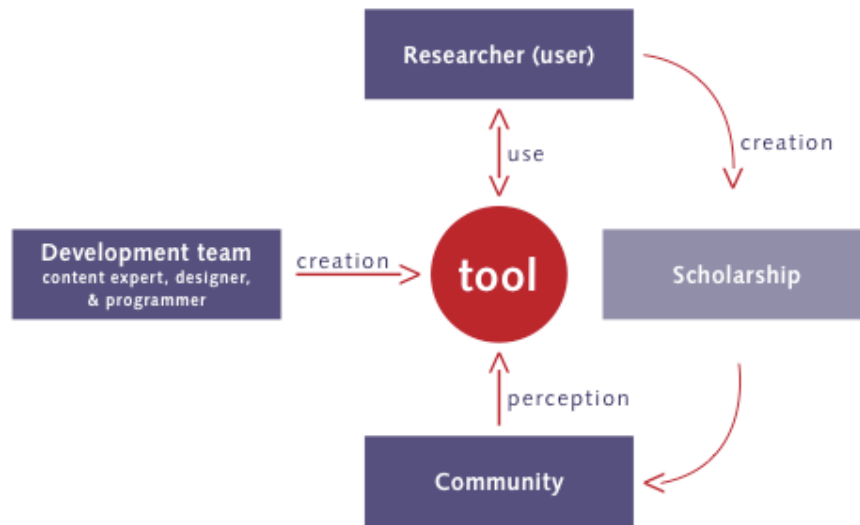 Researcher (user)
creation
use
Development team
content expert, designer,
& programmer
creation
tool
Scholarship
perception
Community